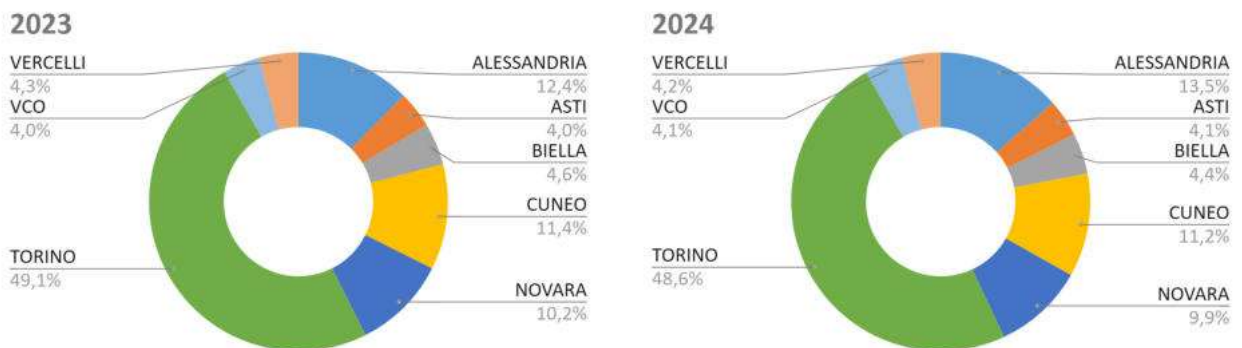 2023
VERCELLI
4,3%
VCO
4,0%
TORINO
49,1%
ALESSANDRIA
12,4%
ASTI
4,0%
BIELLA
4,6%
CUNEO
11,4%
NOVARA
10,2%
2024
VERCELLI
4,2%
VCO
4,1%
TORINO
48,6%
ALESSANDRIA
13,5%
ASTI
4,1%
BIELLA
4,4%
CUNEO
11,2%
NOVARA
9,9%